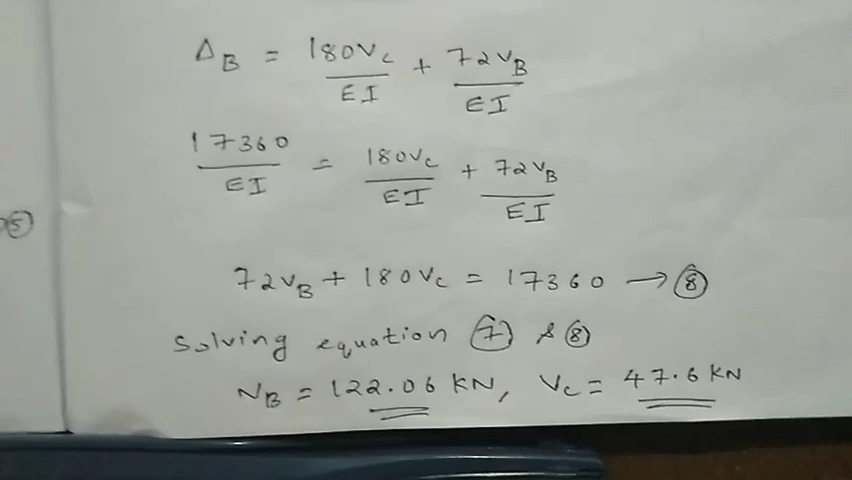 Δ_B = 180V_C/EI + 72V_B/EI
17360/EI = 180V_C/EI + 72V_B/EI
5
72V_B + 180V_C = 17360 → ⑧
Solving equation ⑦ & ⑧
V_B = 122.06 KN, V_C = 47.6 KN